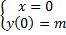 x = 0
y(0) = m